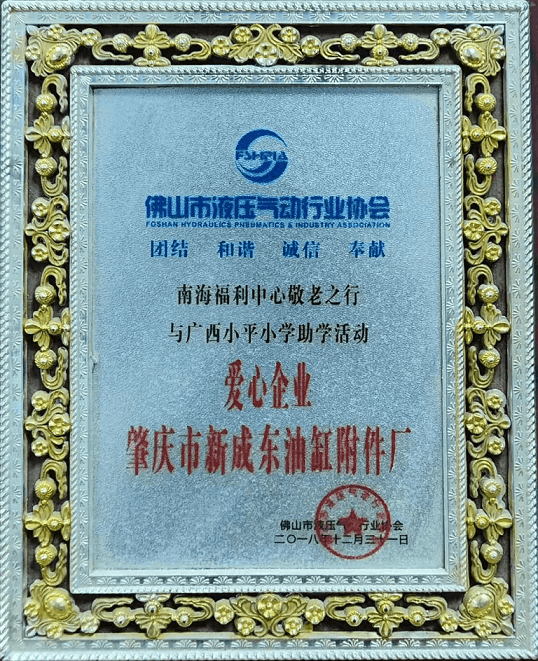 FSHPIA
佛山市液压气动行业协会
FOSHAN HYDRAULICS PNEUMATICS & INDUSTRY ASSOCIATION
团结 和谐 诚信 奉献
南海福利中心敬老之行
与广西小平小学助学活动
爱心企业
肇庆市新成东油缸附件厂
佛山市液压气动行业协会
二〇一八年十二月三十一日